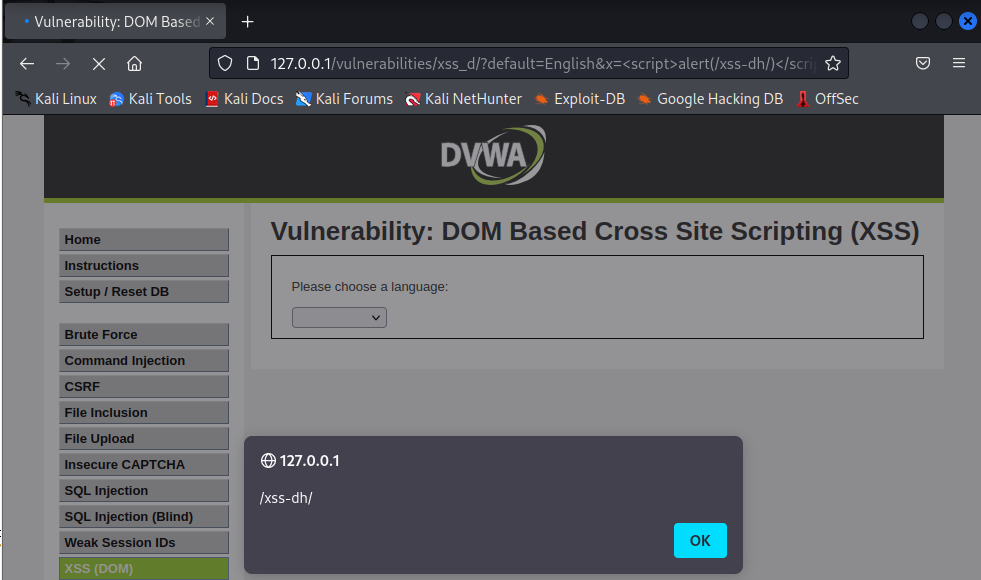 Vulnerability: DOM Based
127.0.0.1/vulnerabilities/xss_d/?default=English&x=<script>alert(/xss-dh/)</scri
Kali Linux Kali Tools Kali Docs Kali Forums Kali NetHunter Exploit-DB Google Hacking DB OffSec
DVWA
Vulnerability: DOM Based Cross Site Scripting (XSS)
Please choose a language:
Home
Instructions
Setup / Reset DB
Brute Force
Command Injection
CSRF
File Inclusion
File Upload
Insecure CAPTCHA
SQL Injection
SQL Injection (Blind)
Weak Session IDs
XSS (DOM)
127.0.0.1
/xss-dh/
OK